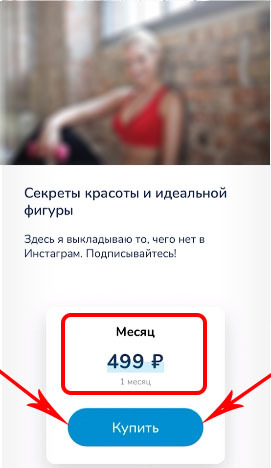 Секреты красоты и идеальной
фигуры
Здесь я выкладываю то, чего нет в
Инстаграм. Подписывайтесь!
Месяц
499 ₽
1 месяц
Купить